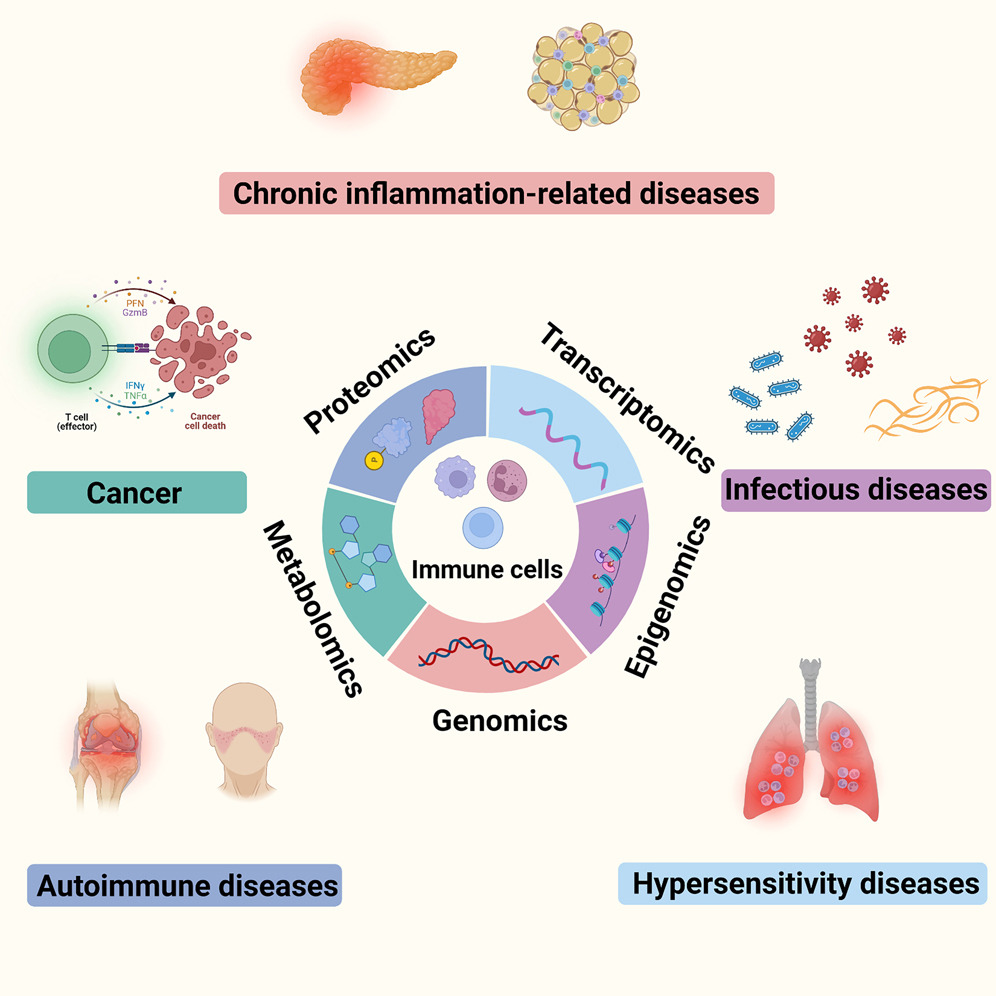 Chronic inflammation-related diseases
PFN
GzmB
IFNγ
TNFα
T cell
(effector)
Cancer
cell death
Cancer
Infectious diseases
Proteomics
Transcriptomics
P
Immune cells
Metabolomics
Epigenomics
Genomics
Autoimmune diseases
Hypersensitivity diseases